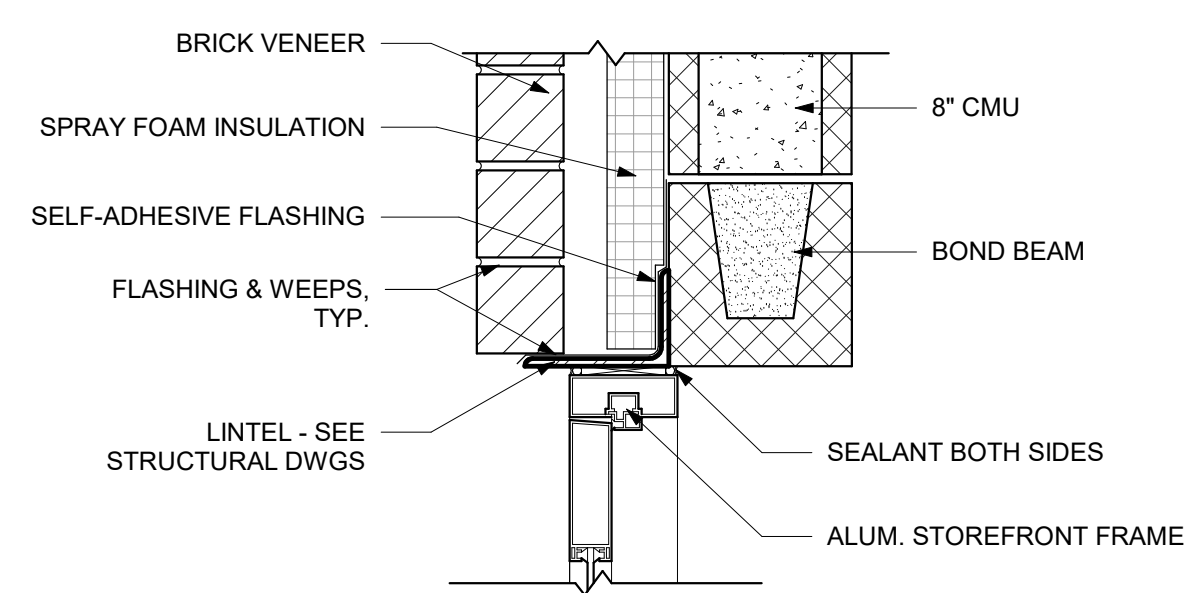 BRICK VENEER
SPRAY FOAM INSULATION
SELF-ADHESIVE FLASHING
FLASHING & WEEPS,
TYP.
LINTEL - SEE
STRUCTURAL DWGS
8" CMU
BOND BEAM
SEALANT BOTH SIDES
ALUM. STOREFRONT FRAME